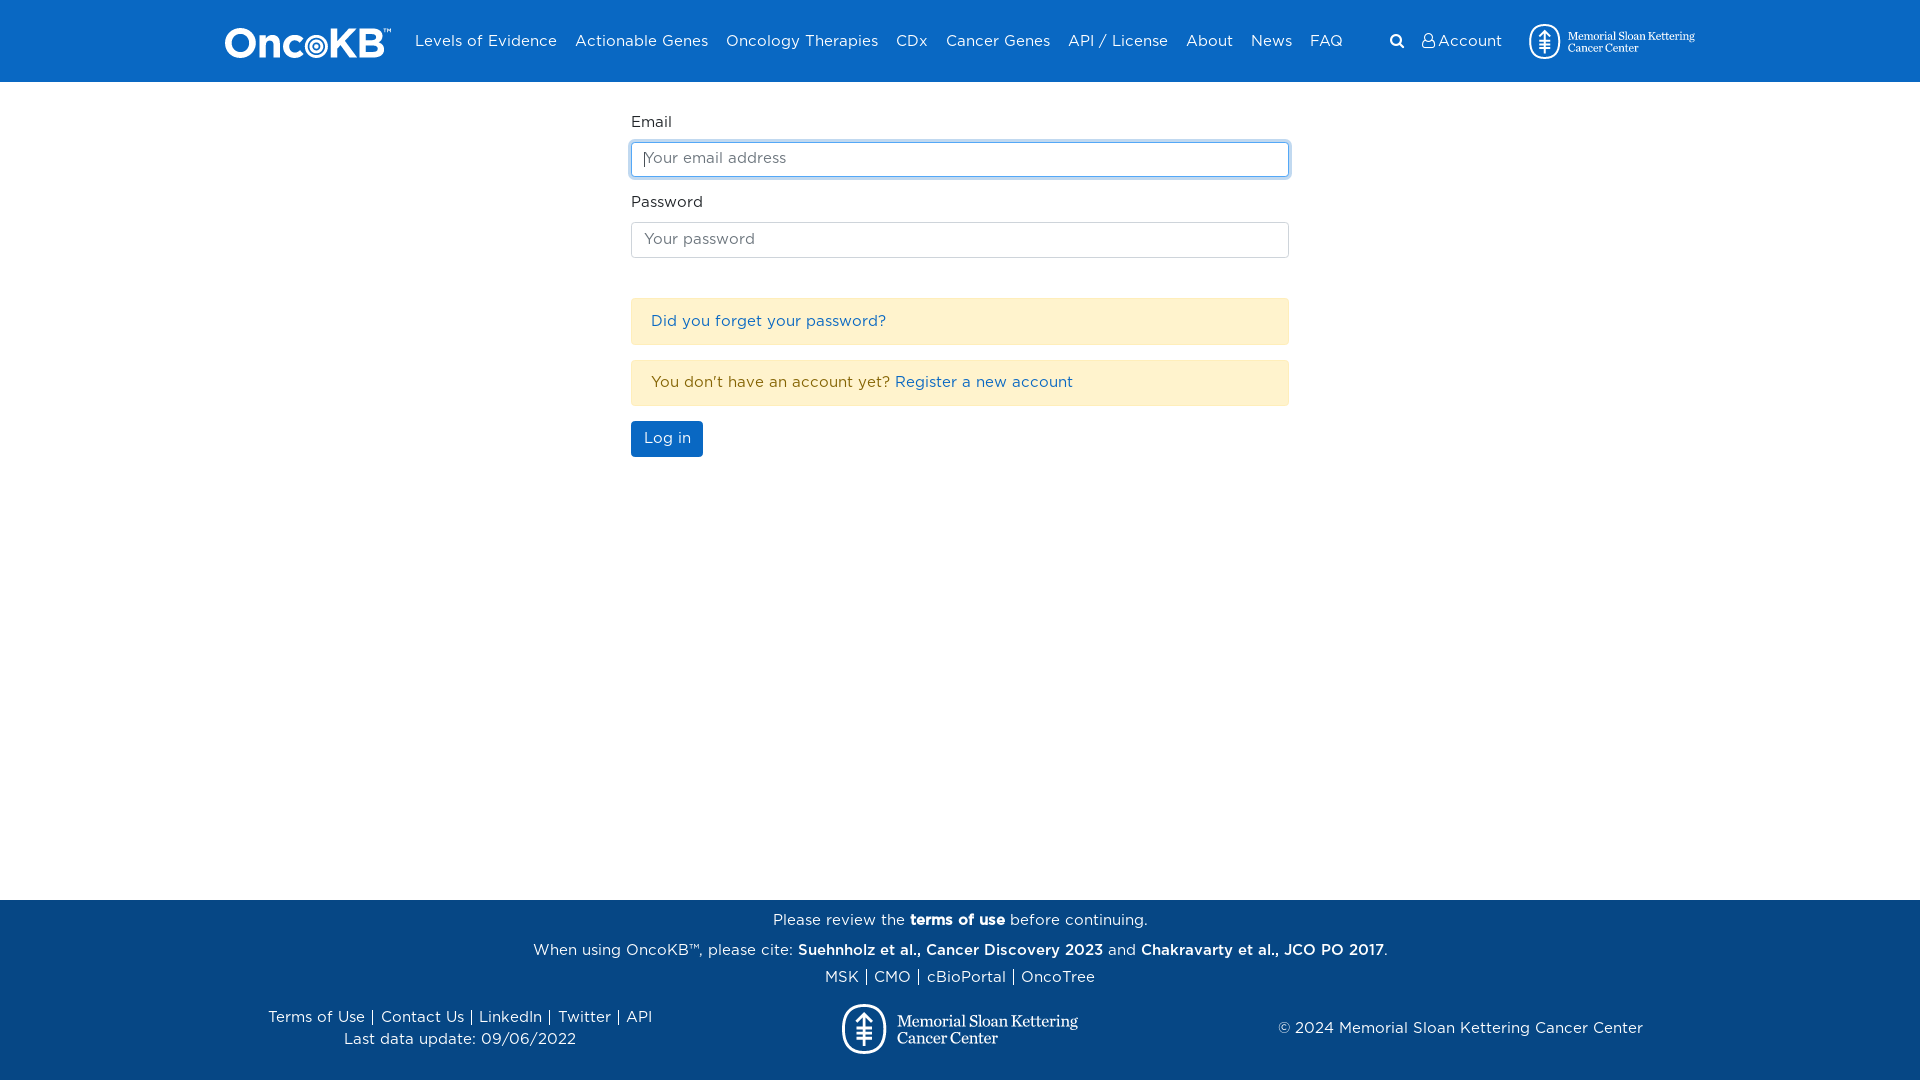 OncoKB™ Levels of Evidence Actionable Genes Oncology Therapies CDx Cancer Genes API / License About News FAQ Account Memorial Sloan Kettering
Cancer Center
Email
Your email address
Password
Your password
Did you forget your password?
You don't have an account yet? Register a new account
Log in
Please review the terms of use before continuing.
When using OncoKB™, please cite: Suehnholz et al., Cancer Discovery 2023 and Chakravarty et al., JCO PO 2017.
MSK | CMO | cBioPortal | OncoTree
Terms of Use | Contact Us | LinkedIn | Twitter | API
Last data update: 09/06/2022
Memorial Sloan Kettering
Cancer Center
© 2024 Memorial Sloan Kettering Cancer Center